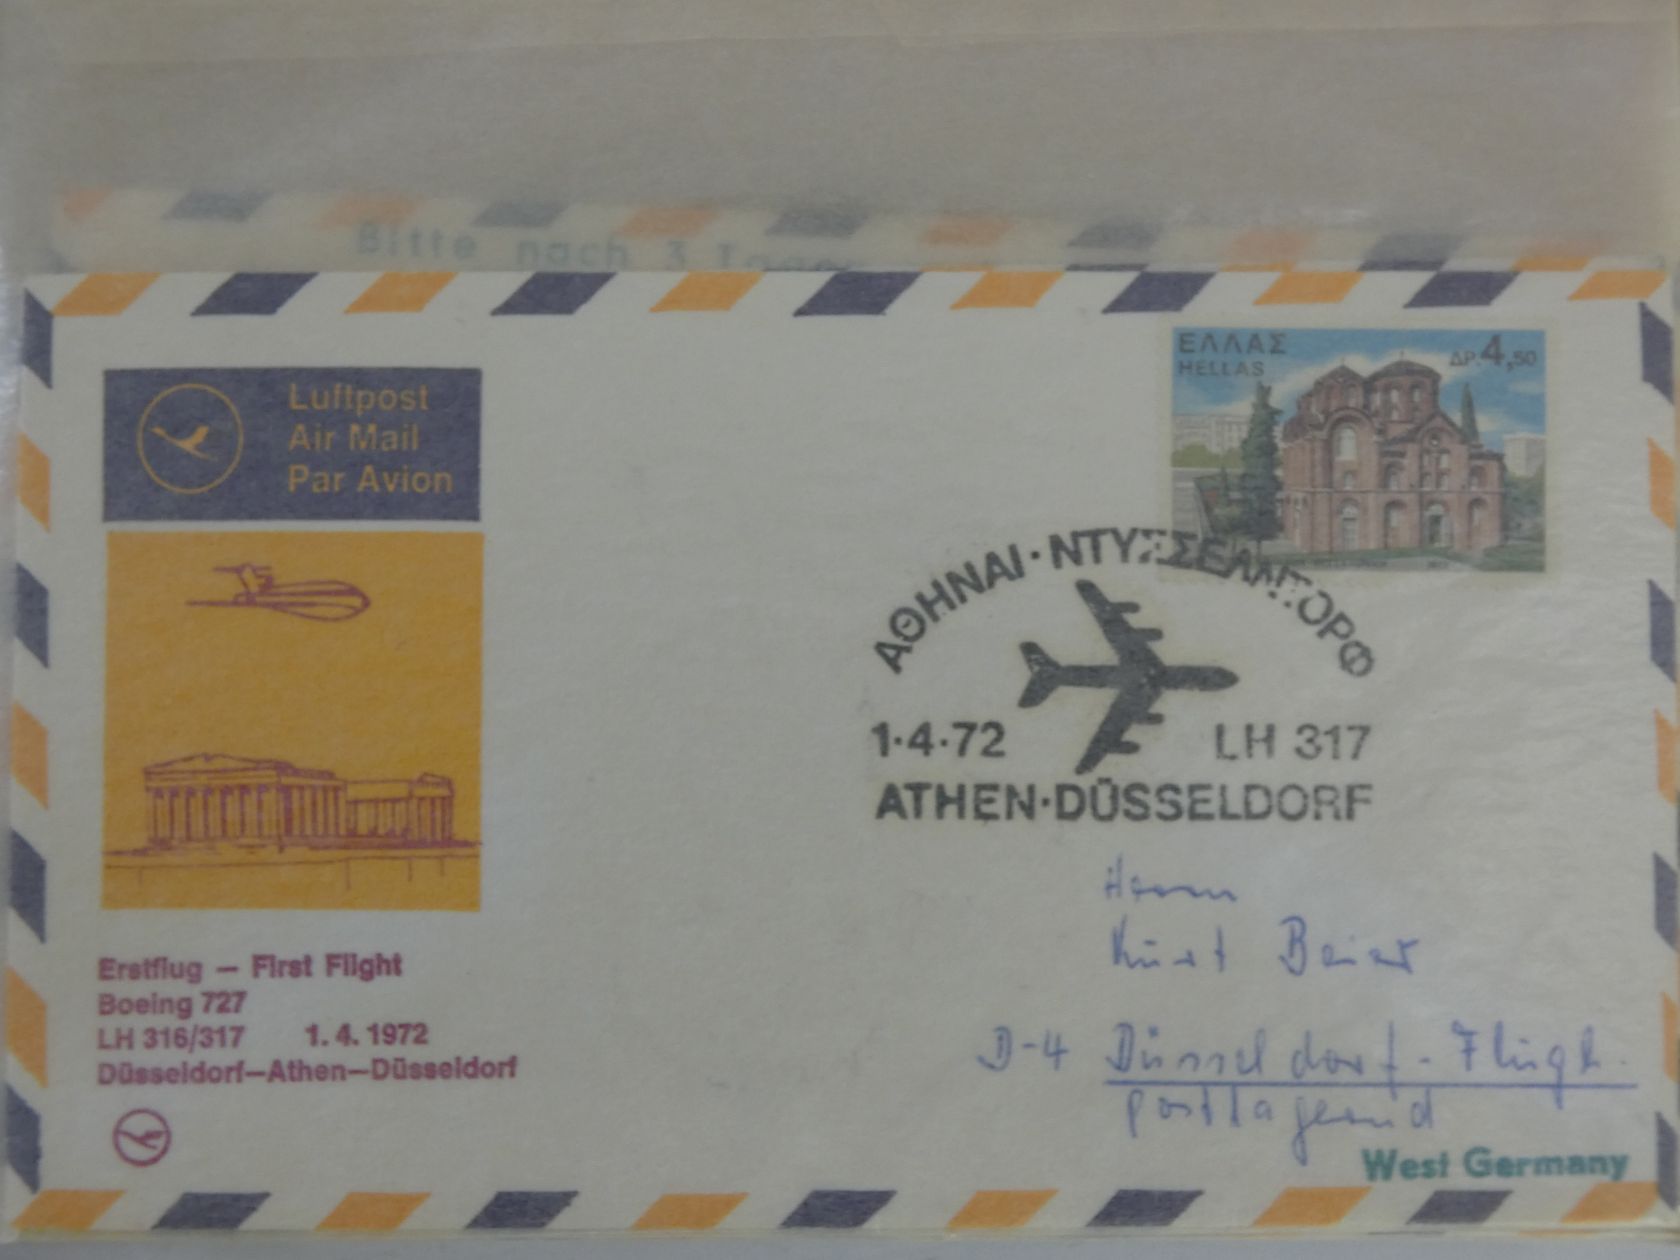 Bitte nach 3 Tagen
Luftpost
Air Mail
Par Avion
ΕΛΛΑΣ
HELLAS
ΔΡ.4,50
ΑΘΗΝΑΙ·ΝΤΥΣΣΕΛΝΤΟΡΦ
1·4·72 LH 317
ATHEN·DÜSSELDORF
Herrn
Kurt Beier
D-4 Düsseldorf-Flugh.
postlagernd
West Germany
Erstflug – First Flight
Boeing 727
LH 316/317 1. 4. 1972
Düsseldorf–Athen–Düsseldorf